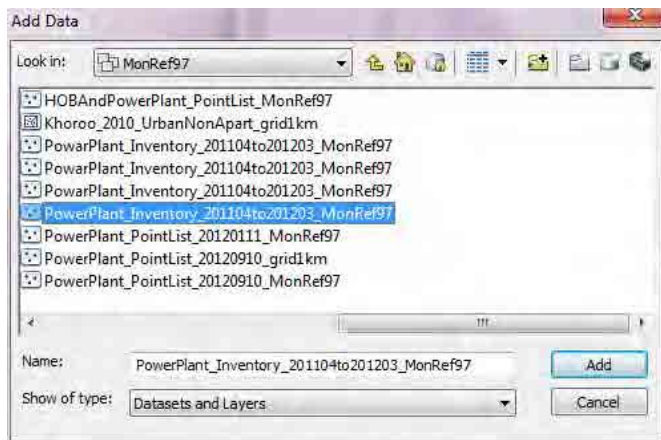 Add Data
Look in: MonRef97
HOBAndPowerPlant_PointList_MonRef97
Khoroo_2010_UrbanNonApart_grid1km
PowarPlant_Inventory_201104to201203_MonRef97
PowarPlant_Inventory_201104to201203_MonRef97
PowarPlant_Inventory_201104to201203_MonRef97
PowerPlant_Inventory_201104to201203_MonRef97
PowerPlant_PointList_20120111_MonRef97
PowerPlant_PointList_20120910_grid1km
PowerPlant_PointList_20120910_MonRef97
Name: PowerPlant_Inventory_201104to201203_MonRef97 Add
Show of type: Datasets and Layers Cancel